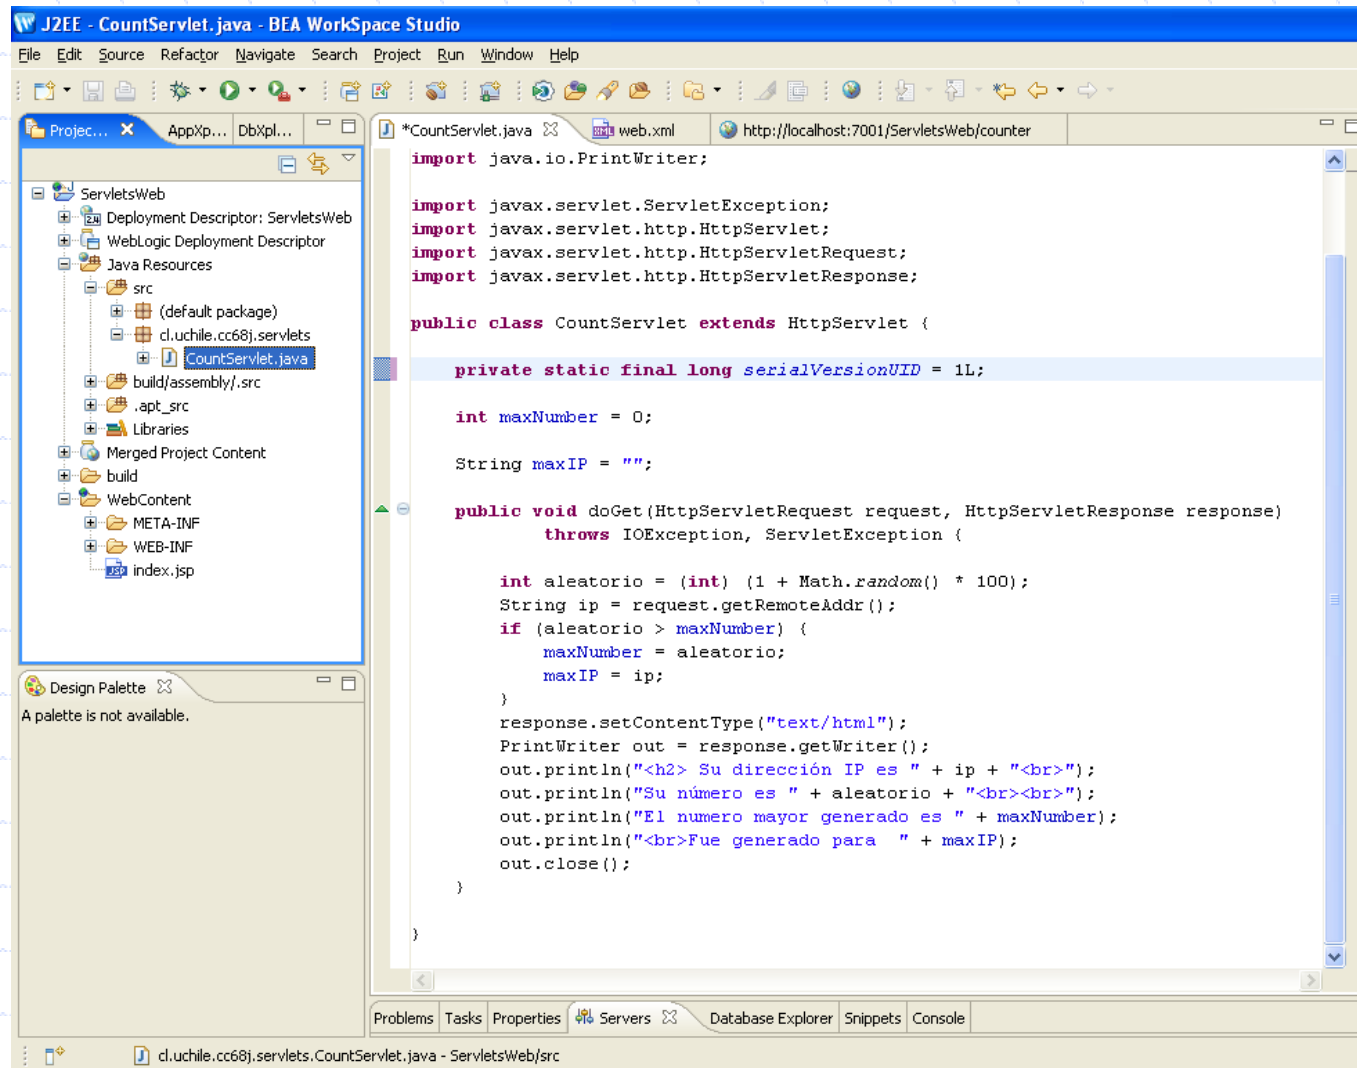 J2EE - CountServlet.java - BEA WorkSpace Studio
File Edit Source Refactor Navigate Search Project Run Window Help
Projec... AppXp... DbXpl...
ServletsWeb
Deployment Descriptor: ServletsWeb
WebLogic Deployment Descriptor
Java Resources
src
(default package)
cl.uchile.cc68j.servlets
CountServlet.java
build/assembly/.src
.apt_src
Libraries
Merged Project Content
build
WebContent
META-INF
WEB-INF
index.jsp
Design Palette
A palette is not available.
*CountServlet.java web.xml http://localhost:7001/ServletsWeb/counter
import java.io.PrintWriter;
import javax.servlet.ServletException;
import javax.servlet.http.HttpServlet;
import javax.servlet.http.HttpServletRequest;
import javax.servlet.http.HttpServletResponse;
public class CountServlet extends HttpServlet {
private static final long serialVersionUID = 1L;
int maxNumber = 0;
String maxIP = "";
public void doGet(HttpServletRequest request, HttpServletResponse response)
throws IOException, ServletException {
int aleatorio = (int) (1 + Math.random() * 100);
String ip = request.getRemoteAddr();
if (aleatorio > maxNumber) {
maxNumber = aleatorio;
maxIP = ip;
}
response.setContentType("text/html");
PrintWriter out = response.getWriter();
out.println("<h2> Su dirección IP es " + ip + "<br>");
out.println("Su número es " + aleatorio + "<br><br>");
out.println("El numero mayor generado es " + maxNumber);
out.println("<br>Fue generado para  " + maxIP);
out.close();
}
}
Problems Tasks Properties Servers Database Explorer Snippets Console
cl.uchile.cc68j.servlets.CountServlet.java - ServletsWeb/src